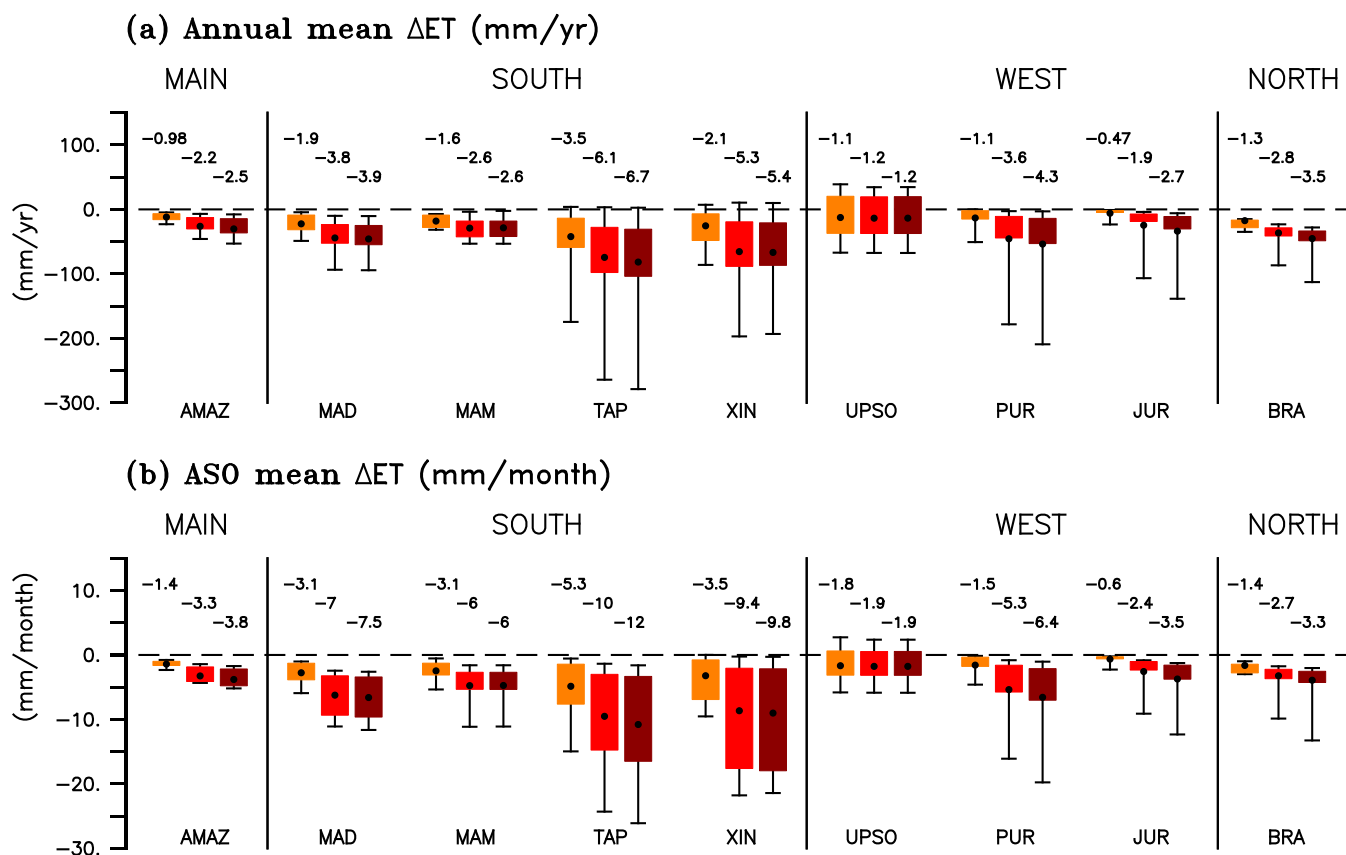 (a) Annual mean ΔET (mm/yr)
MAIN SOUTH WEST NORTH
−0.98 −1.9 −1.6 −3.5 −2.1 −1.1 −1.1 −0.47 −1.3
−2.2 −3.8 −2.6 −6.1 −5.3 −1.2 −3.6 −1.9 −2.8
−2.5 −3.9 −2.6 −6.7 −5.4 −1.2 −4.3 −2.7 −3.5
100.
0.
−100.
−200.
−300.
(mm/yr)
AMAZ MAD MAM TAP XIN UPSO PUR JUR BRA
(b) ASO mean ΔET (mm/month)
MAIN SOUTH WEST NORTH
−1.4 −3.1 −3.1 −5.3 −3.5 −1.8 −1.5 −0.6 −1.4
−3.3 −7 −6 −10 −9.4 −1.9 −5.3 −2.4 −2.7
−3.8 −7.5 −6 −12 −9.8 −1.9 −6.4 −3.5 −3.3
10.
0.
−10.
−20.
−30.
(mm/month)
AMAZ MAD MAM TAP XIN UPSO PUR JUR BRA